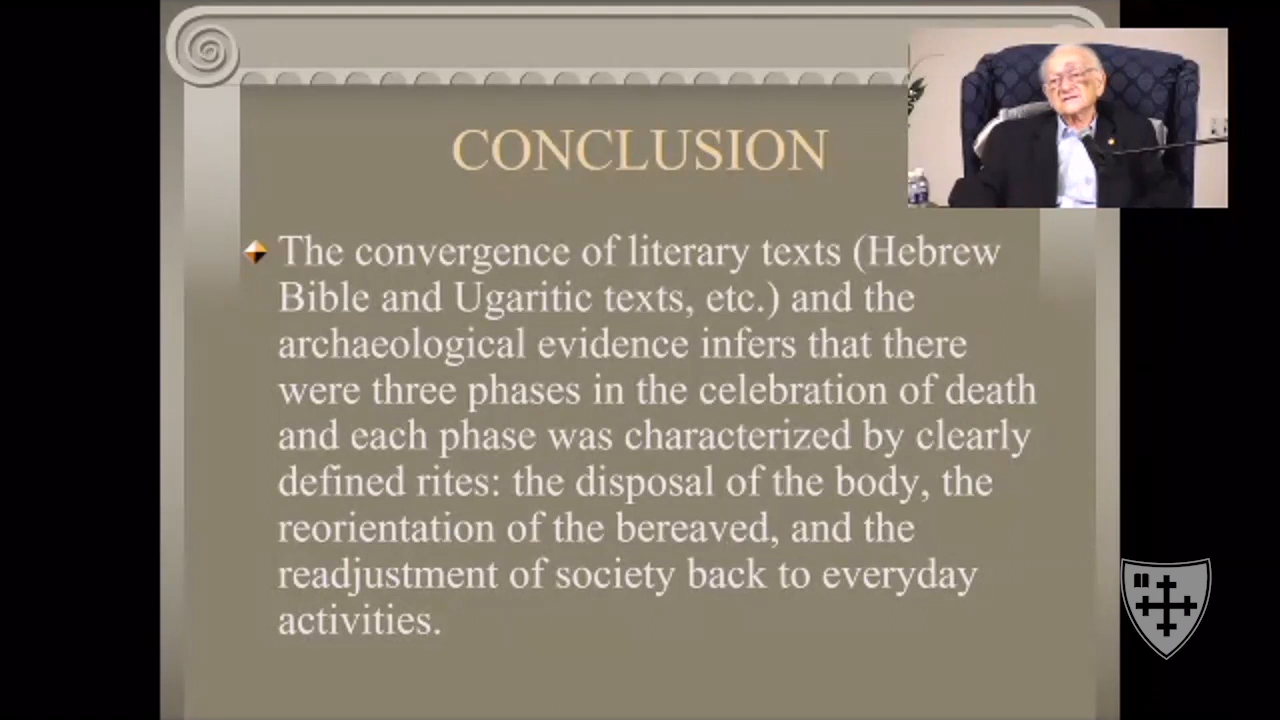 CONCLUSION
The convergence of literary texts (Hebrew
Bible and Ugaritic texts, etc.) and the
archaeological evidence infers that there
were three phases in the celebration of death
and each phase was characterized by clearly
defined rites: the disposal of the body, the
reorientation of the bereaved, and the
readjustment of society back to everyday
activities.